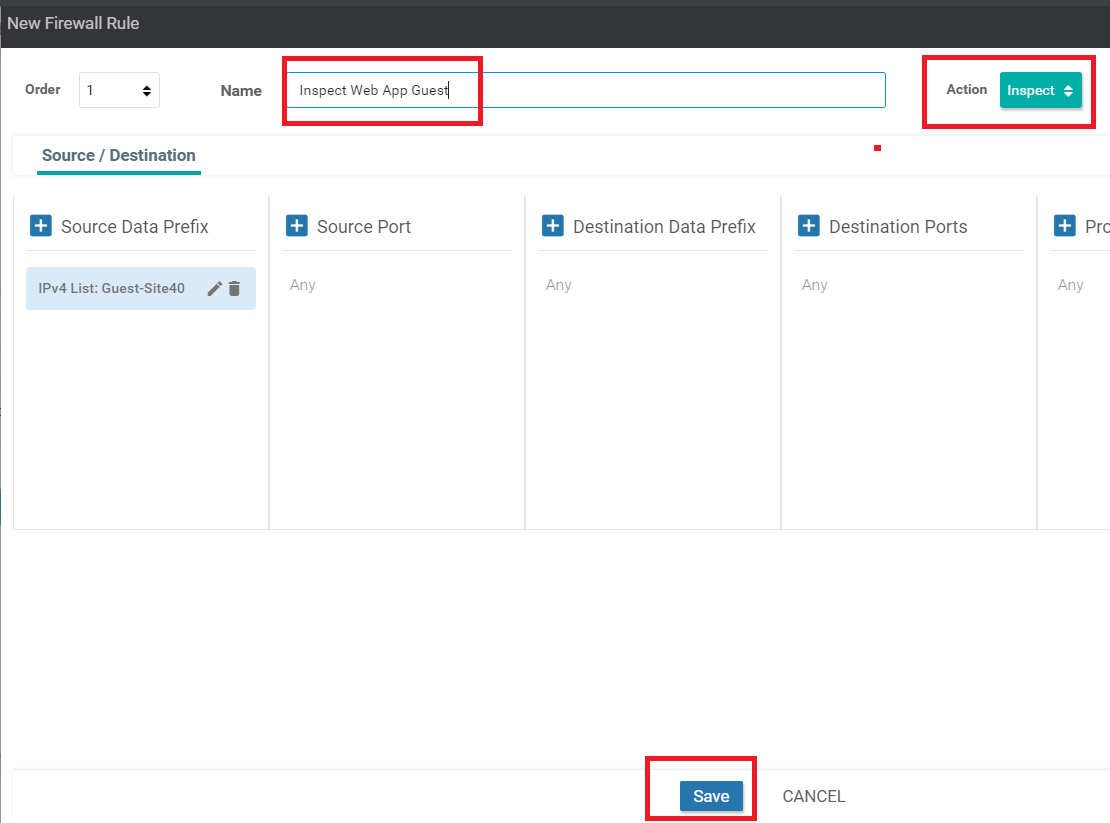 New Firewall Rule
Order 1 Name Inspect Web App Guest Action Inspect
Source / Destination
Source Data Prefix Source Port Destination Data Prefix Destination Ports Pro
IPv4 List: Guest-Site40 Any Any Any Any
Save CANCEL